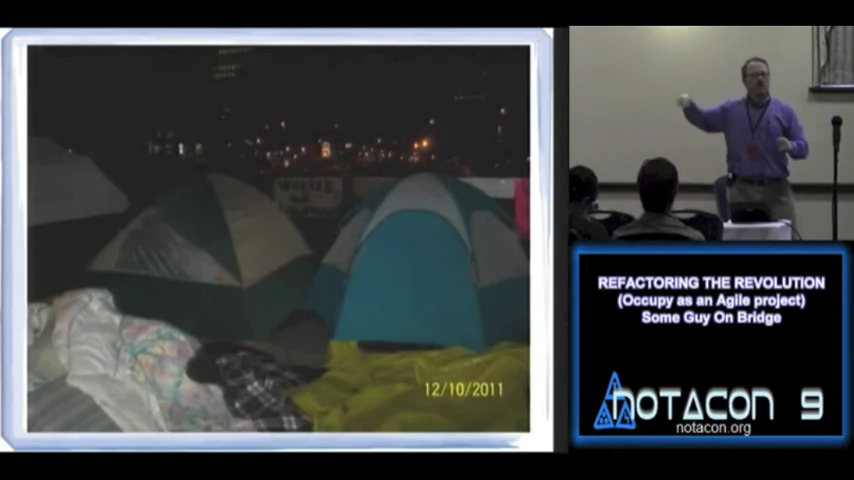 12/10/2011
REFACTORING THE REVOLUTION
(Occupy as an Agile project)
Some Guy On Bridge
NOTACON 9
notacon.org